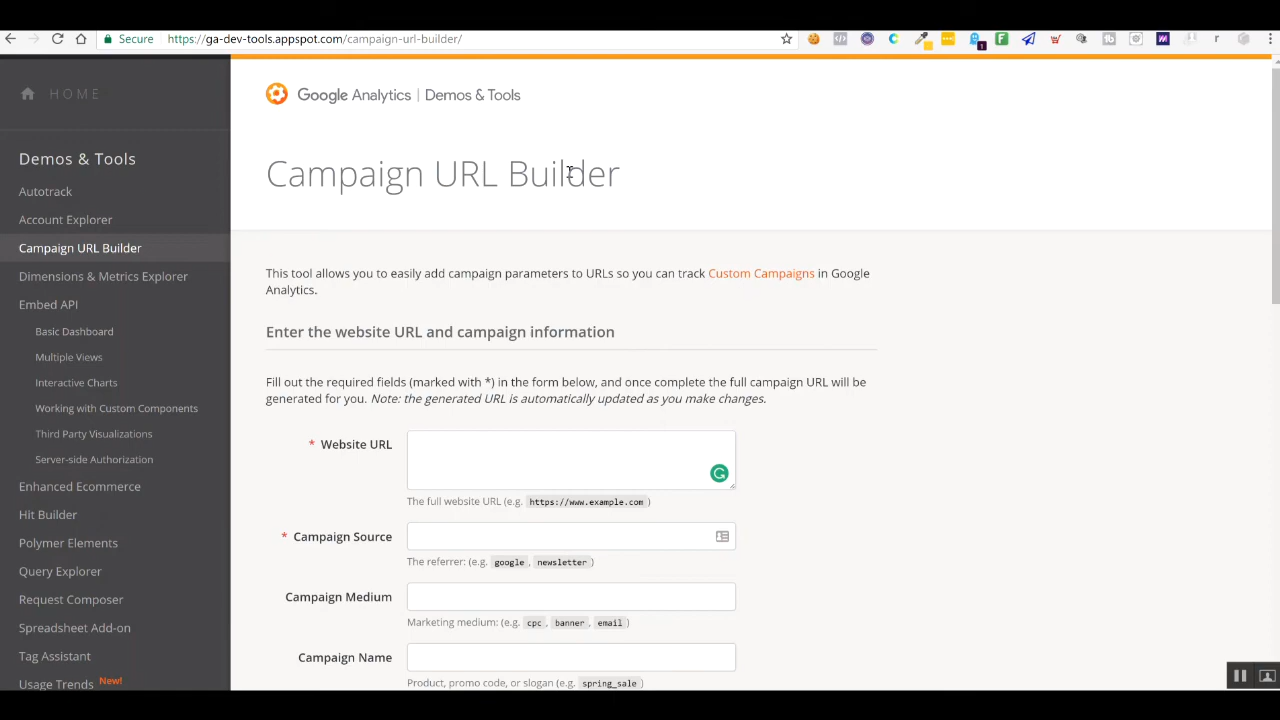 Secure
https://ga-dev-tools.appspot.com/campaign-url-builder/
HOME
Demos & Tools
Autotrack
Account Explorer
Campaign URL Builder
Dimensions & Metrics Explorer
Embed API
Basic Dashboard
Multiple Views
Interactive Charts
Working with Custom Components
Third Party Visualizations
Server-side Authorization
Enhanced Ecommerce
Hit Builder
Polymer Elements
Query Explorer
Request Composer
Spreadsheet Add-on
Tag Assistant
Usage Trends New!
Google Analytics | Demos & Tools
Campaign URL Builder
This tool allows you to easily add campaign parameters to URLs so you can track Custom Campaigns in Google
Analytics.
Enter the website URL and campaign information
Fill out the required fields (marked with *) in the form below, and once complete the full campaign URL will be
generated for you. Note: the generated URL is automatically updated as you make changes.
* Website URL
The full website URL (e.g. https://www.example.com )
* Campaign Source
The referrer: (e.g. google , newsletter )
Campaign Medium
Marketing medium: (e.g. cpc , banner , email )
Campaign Name
Product, promo code, or slogan (e.g. spring_sale )